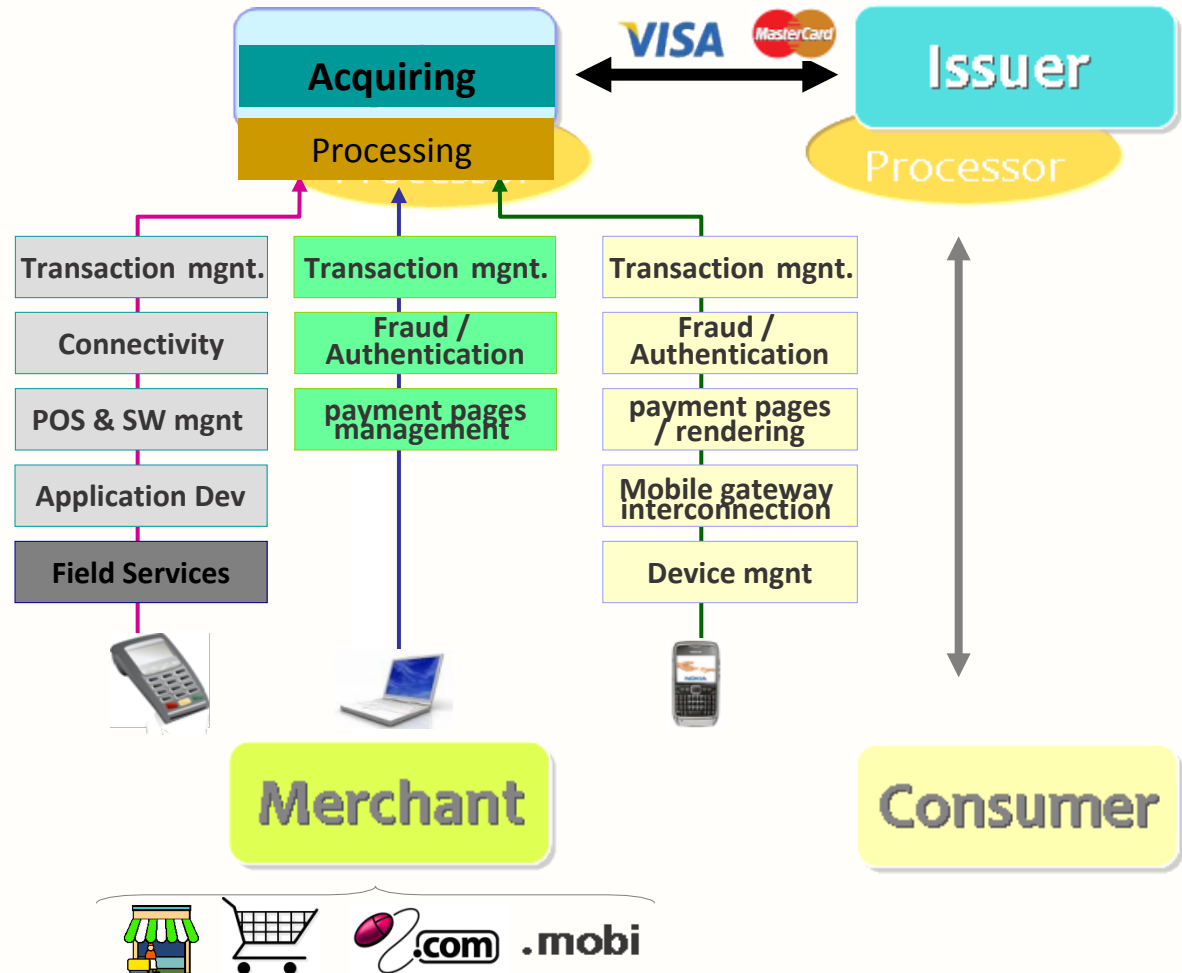 VISA
MasterCard
Acquiring
Issuer
Processing
Processor
Processor
Transaction mgnt.
Transaction mgnt.
Transaction mgnt.
Connectivity
Fraud /
Authentication
Fraud /
Authentication
POS & SW mgnt
payment pages
management
payment pages
/ rendering
Application Dev
Mobile gateway
interconnection
Field Services
Device mgnt
NOKIA
Merchant
Consumer
.com
.mobi